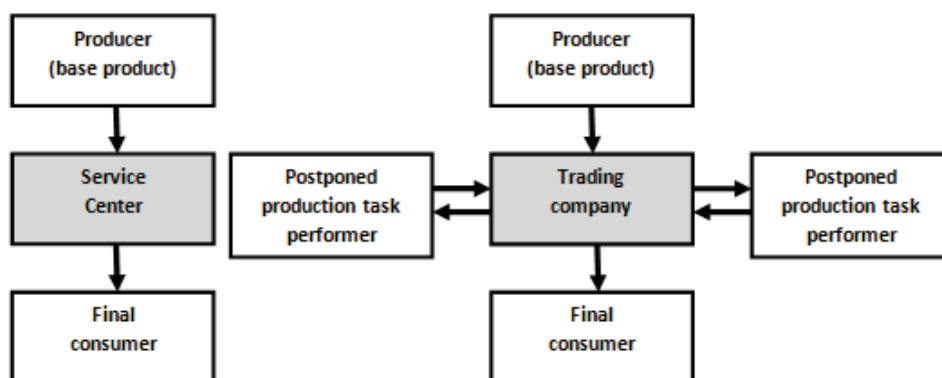 Producer
(base product)
Producer
(base product)
Service
Center
Postponed
production task
performer
Trading
company
Postponed
production task
performer
Final
consumer
Final
consumer